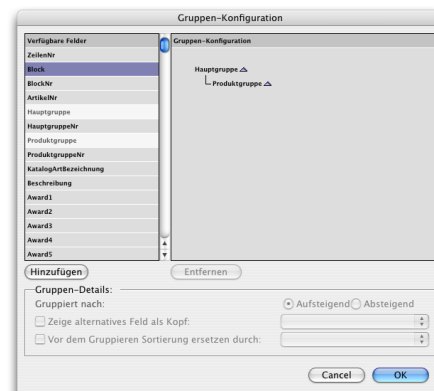 Gruppen-Konfiguration
Verfügbare Felder
ZeilenNr
Block
BlockNr
ArtikelNr
Hauptgruppe
HauptgruppeNr
Produktgruppe
ProduktgruppeNr
KatalogArtBezeichnung
Beschreibung
Award1
Award2
Award3
Award4
Award5
Gruppen-Konfiguration
Hauptgruppe
Produktgruppe
Hinzufügen
Entfernen
Gruppen-Details:
Gruppiert nach:
Aufsteigend Absteigend
Zeige alternatives Feld als Kopf:
Vor dem Gruppieren Sortierung ersetzen durch:
Cancel OK